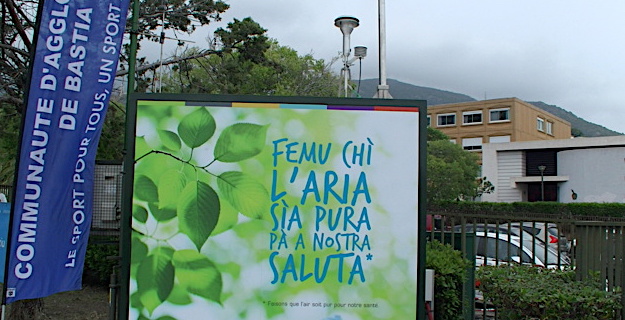 COMMUNAUTÉ D'AGGLO
DE BASTIA
LE SPORT POUR TOUS, UN SPORT
FEMU CHÌ
L'ARIA
SÌA PURA
PÀ A NOSTRA
SALUTA*
* Faisons que l'air soit pur pour notre santé